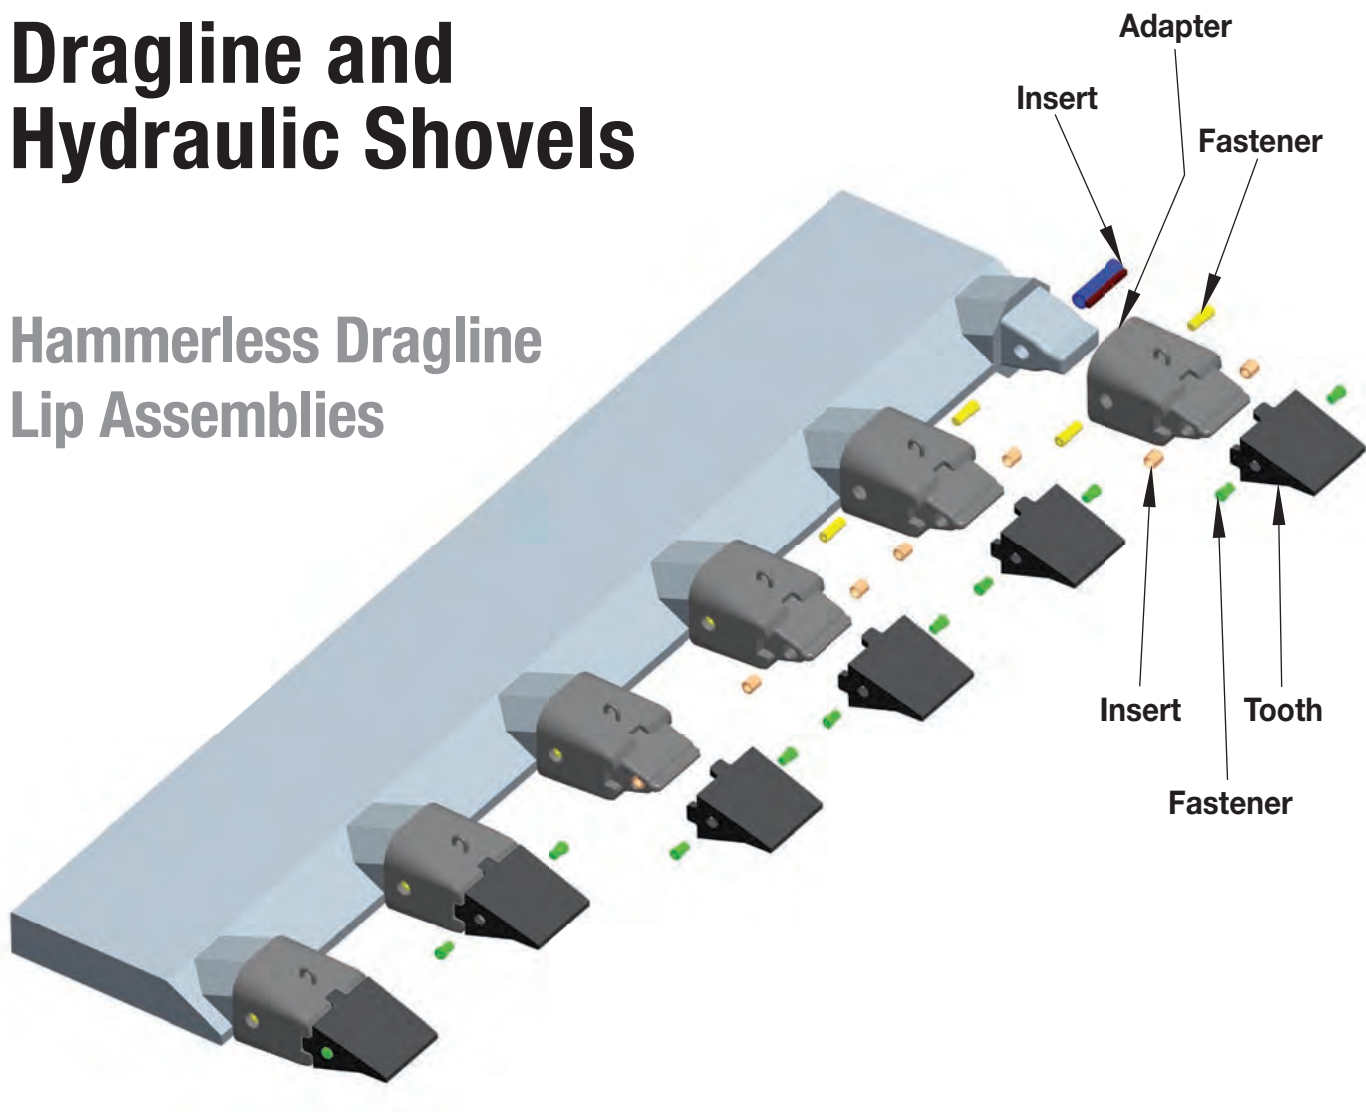 Dragline and
Hydraulic Shovels
Hammerless Dragline
Lip Assemblies
Adapter
Insert
Fastener
Insert
Tooth
Fastener